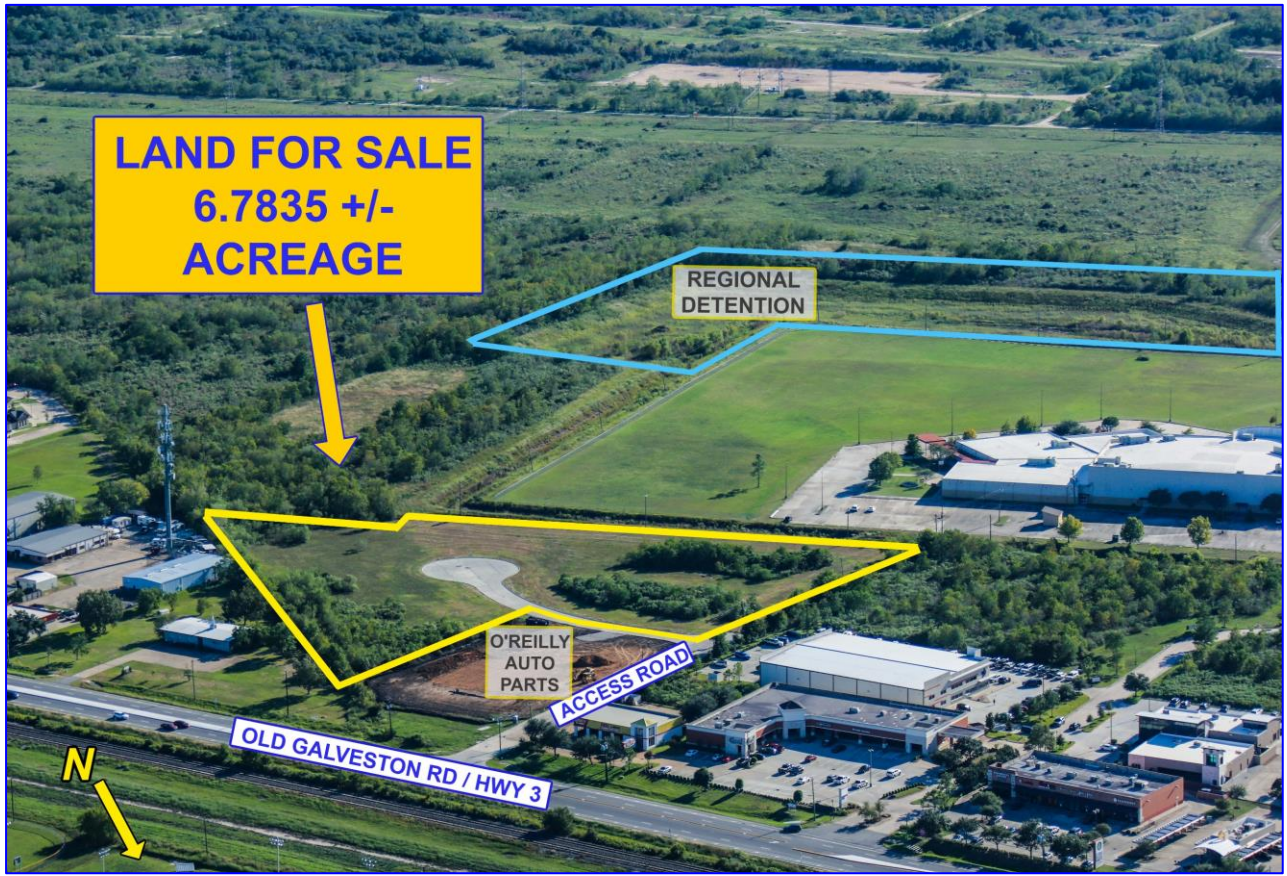 LAND FOR SALE
6.7835 +/-
ACREAGE
REGIONAL
DETENTION
O'REILLY
AUTO
PARTS
ACCESS ROAD
OLD GALVESTON RD / HWY 3
N